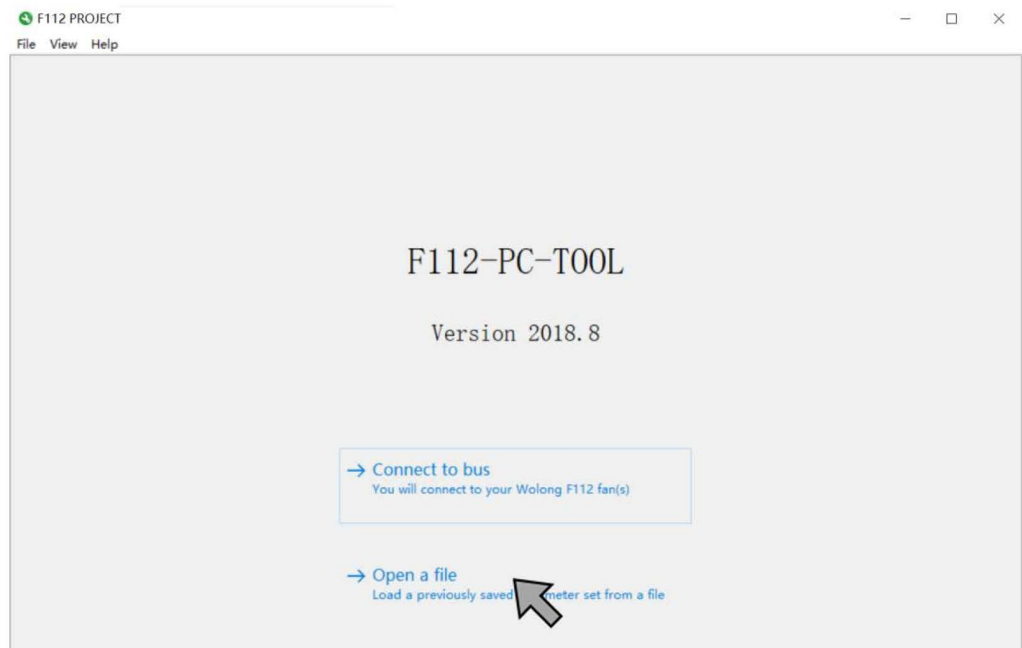 F112 PROJECT
File View Help
F112-PC-TOOL
Version 2018.8
Connect to bus
You will connect to your Wolong F112 fan(s)
Open a file
Load a previously saved meter set from a file